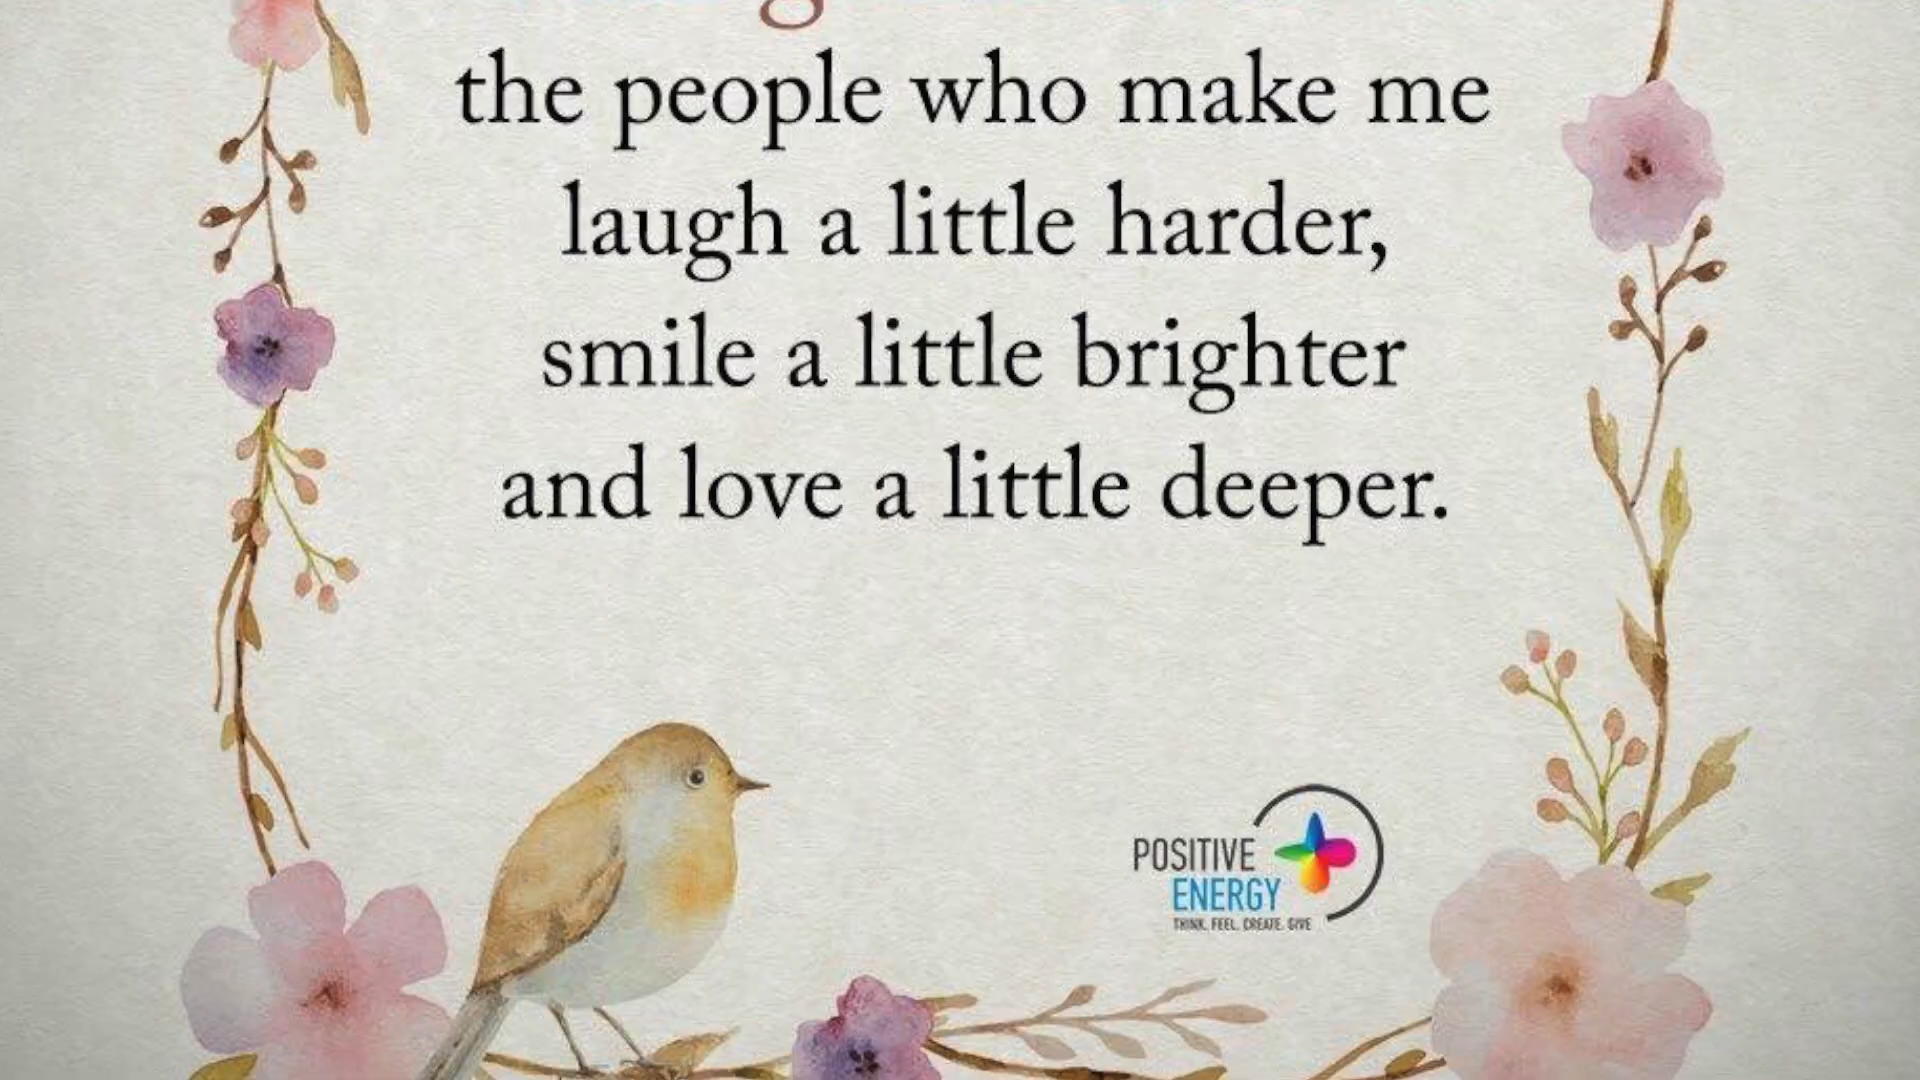 the people who make me
laugh a little harder,
smile a little brighter
and love a little deeper.
POSITIVE
ENERGY
THINK. FEEL. CREATE. GIVE